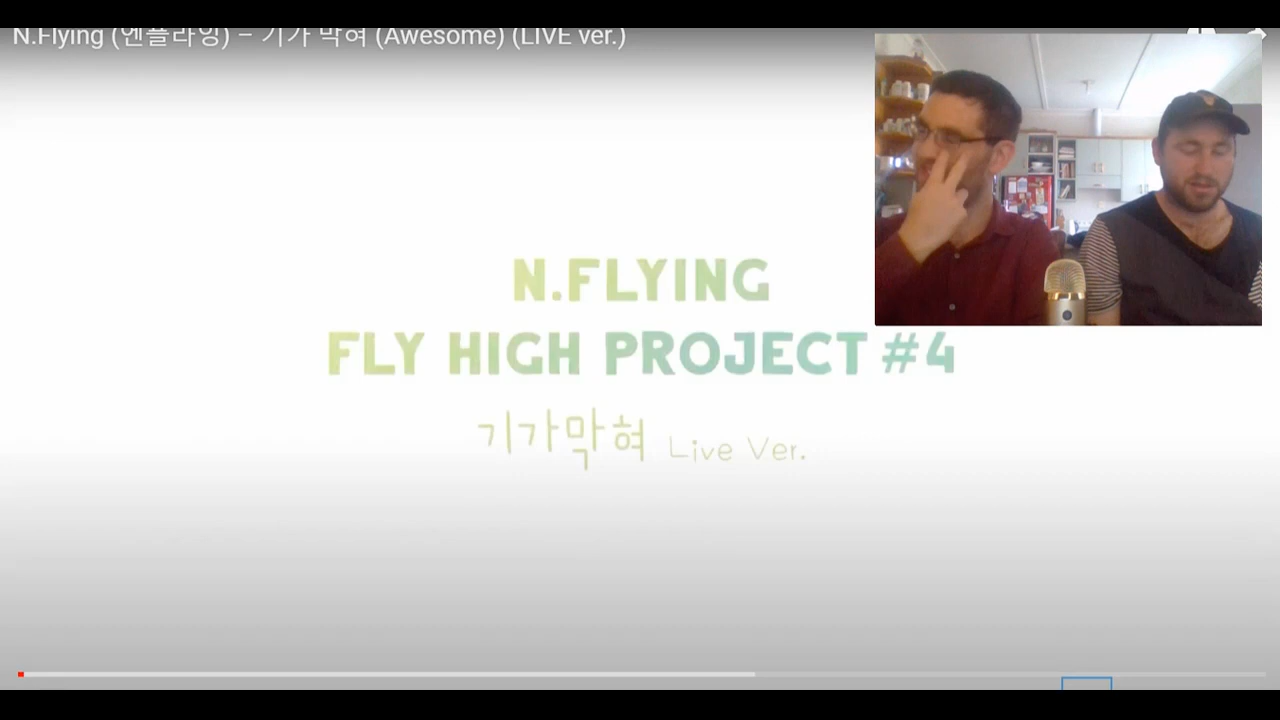 N.Flying (엔플라잉) – 기가 막혀 (Awesome) (LIVE ver.)
N.FLYING
FLY HIGH PROJECT #4
기가막혀 Live Ver.